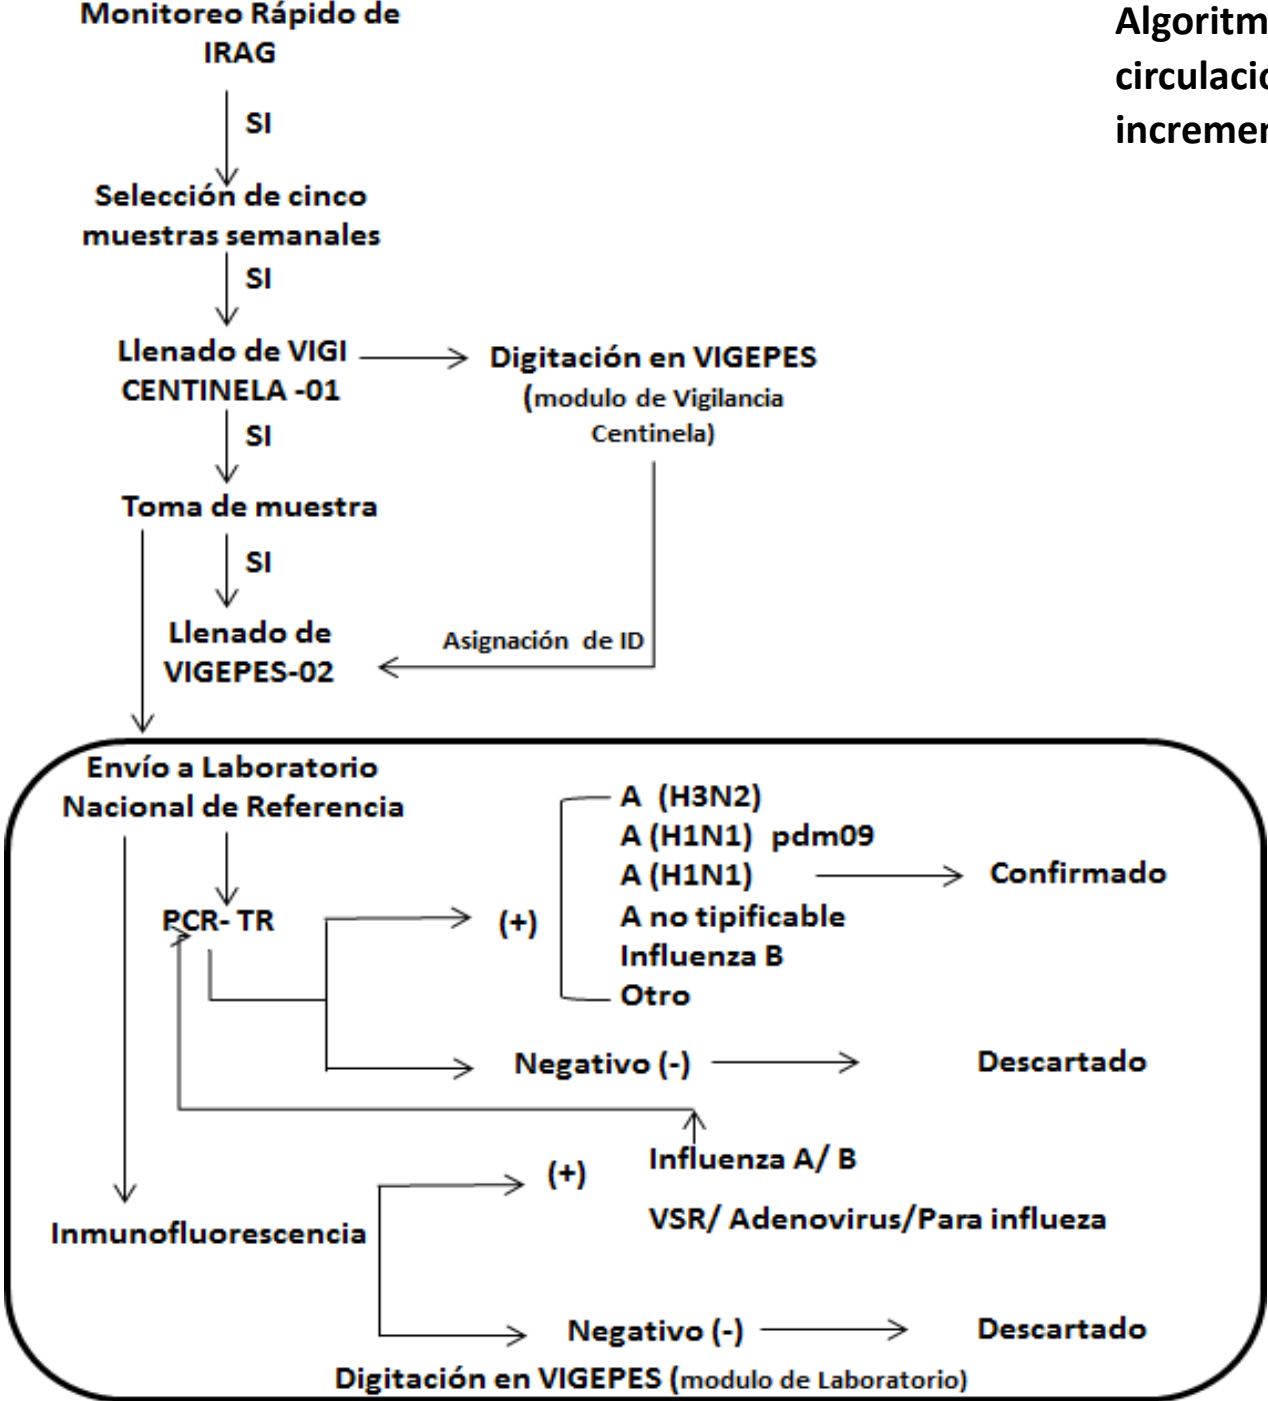 Monitoreo Rápido de
IRAG
SI
Selección de cinco
muestras semanales
SI
Llenado de VIGI
CENTINELA -01
Digitación en VIGEPES
(modulo de Vigilancia
Centinela)
SI
Toma de muestra
SI
Llenado de
VIGEPES-02
Asignación de ID
Envío a Laboratorio
Nacional de Referencia
PCR- TR
(+)
A (H3N2)
A (H1N1) pdm09
A (H1N1)
A no tipificable
Influenza B
Otro
Confirmado
Negativo (-)
Descartado
Inmunofluorescencia
(+)
Influenza A/ B
VSR/ Adenovirus/Para influeza
Negativo (-)
Descartado
Digitación en VIGEPES (modulo de Laboratorio)